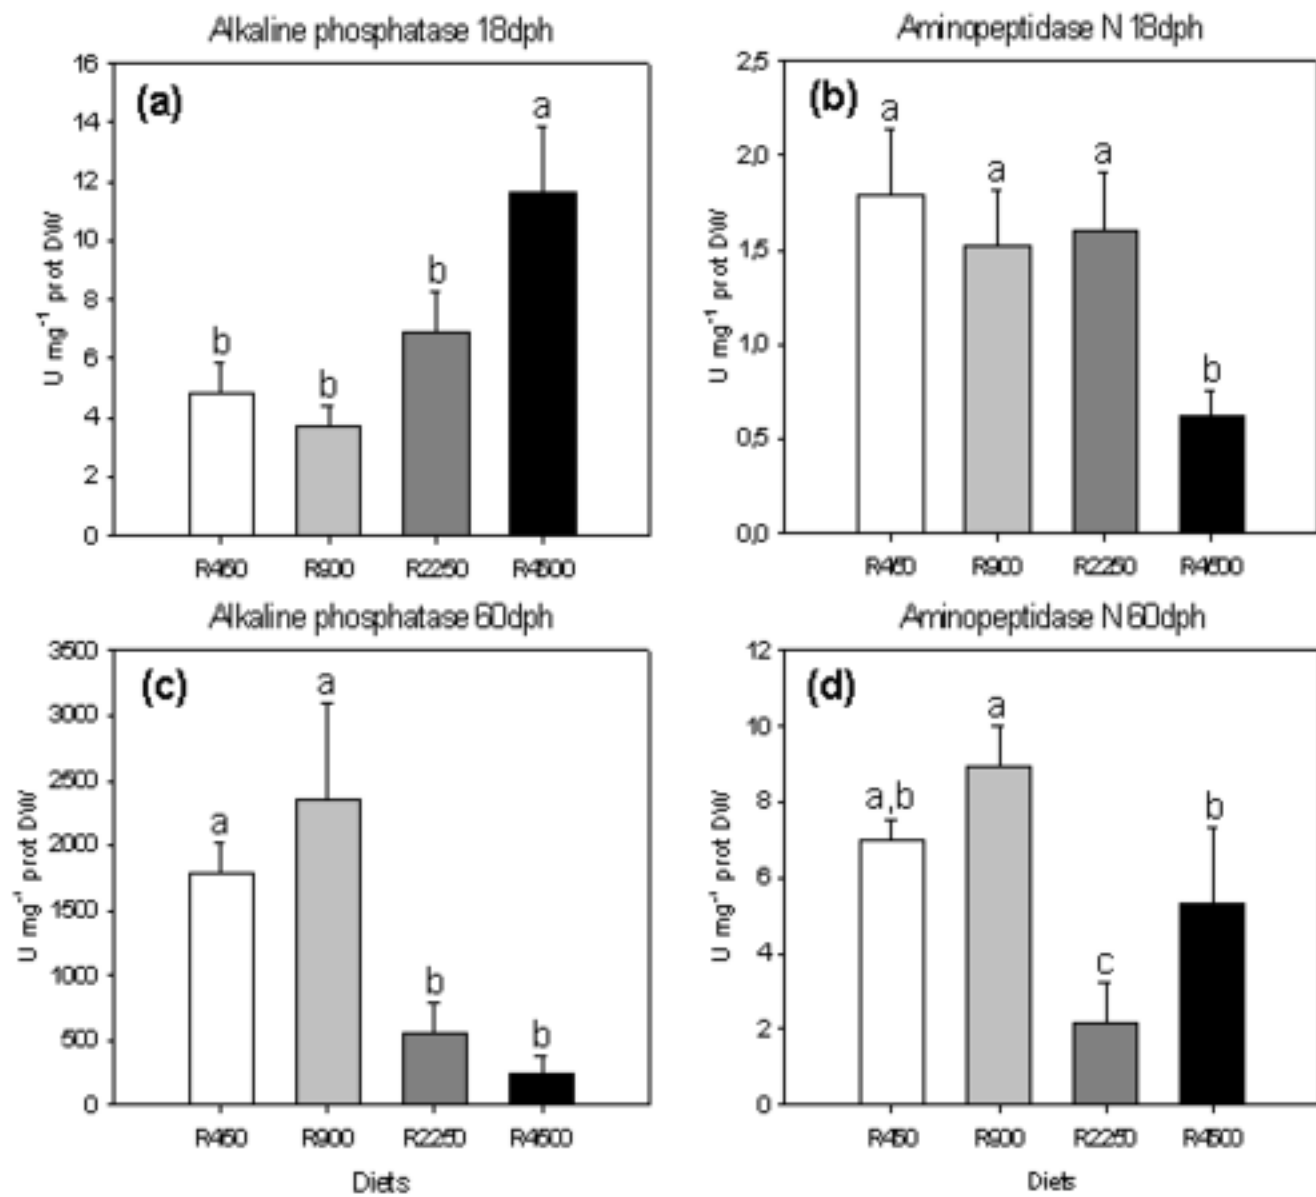 Alkaline phosphatase 18dph
(a)
16
14
12
10
8
6
4
2
0
U mg⁻¹ prot DW
b
b
b
a
R450
R900
R2250
R4500
Aminopeptidase N 18dph
(b)
2,5
2,0
1,5
1,0
0,5
0,0
U mg⁻¹ prot DW
a
a
a
b
R450
R900
R2250
R4500
Alkaline phosphatase 60dph
(c)
3500
3000
2500
2000
1500
1000
500
0
U mg⁻¹ prot DW
a
a
b
b
R450
R900
R2250
R4500
Diets
Aminopeptidase N 60dph
(d)
12
10
8
6
4
2
0
U mg⁻¹ prot DW
a,b
a
c
b
R450
R900
R2250
R4500
Diets